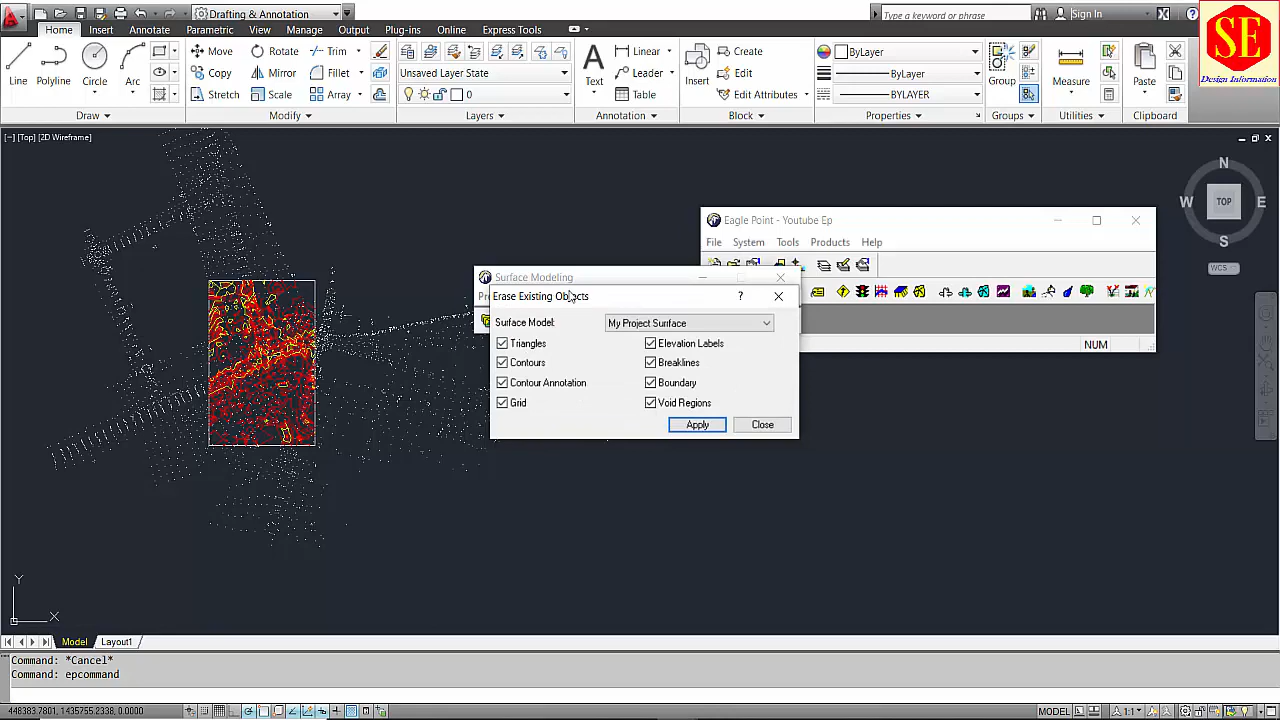 Drafting & Annotation
Type a keyword or phrase
Sign In
Home Insert Annotate Parametric View Manage Output Plug-ins Online Express Tools
SE
Design Information
Line Polyline Circle Arc
Move Rotate Trim
Copy Mirror Fillet
Stretch Scale Array
Unsaved Layer State
0
Text
Linear
Leader
Table
Insert
Create
Edit
Edit Attributes
ByLayer
BYLAYER
BYLAYER
Group
Measure
Paste
Draw Modify Layers Annotation Block Properties Groups Utilities Clipboard
[−] [Top] [2D Wireframe]
N
W TOP E
S
WCS
Eagle Point - Youtube Ep
File System Tools Products Help
NUM
Surface Modeling
Erase Existing Objects ?
Surface Model: My Project Surface
Triangles Elevation Labels
Contours Breaklines
Contour Annotation Boundary
Grid Void Regions
Apply Close
Y
X
Model Layout1
Command: *Cancel*
Command: epcommand
448383.7801, 1435755.2338, 0.0000
MODEL
1:1